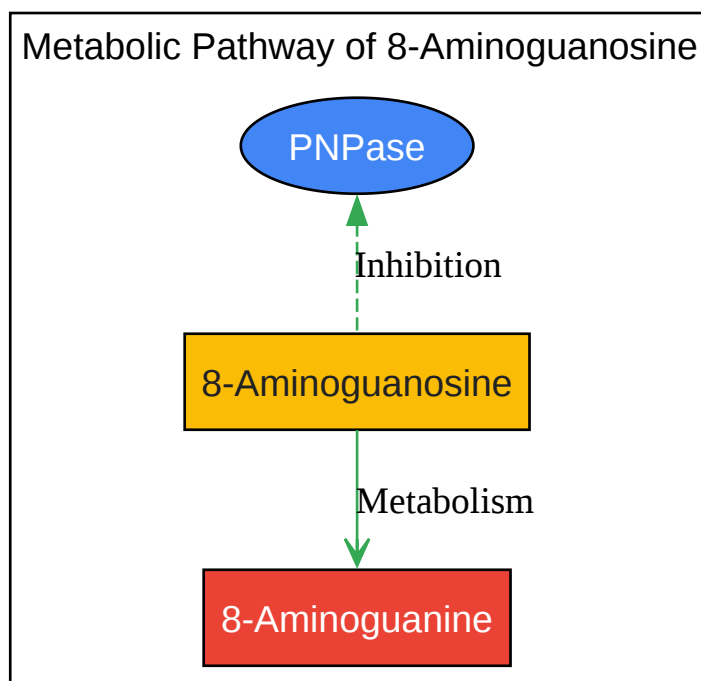 Metabolic Pathway of 8-Aminoguanosine
PNPase
Inhibition
8-Aminoguanosine
Metabolism
8-Aminoguanine